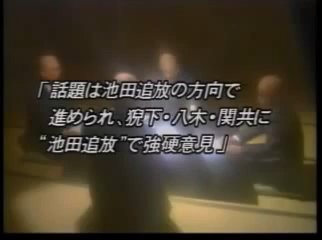 「話題は池田追放の方向で
進められ、猊下・八木・関共に
“池田追放”で強硬意見」